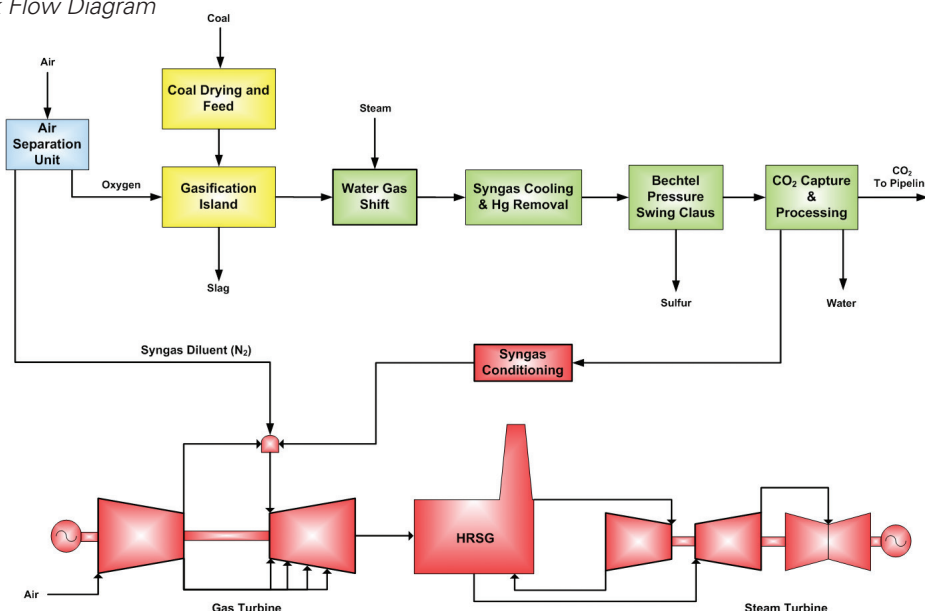 Flow Diagram
Coal
Air
Coal Drying and
Feed
Steam
Air
Separation
Unit
Oxygen
Gasification
Island
Water Gas
Shift
Syngas Cooling
& Hg Removal
Bechtel
Pressure
Swing Claus
CO₂ Capture
&
Processing
CO₂
To Pipelin
Slag
Sulfur
Water
Syngas Diluent (N₂)
Syngas
Conditioning
HRSG
Air
Gas Turbine
Steam Turbine